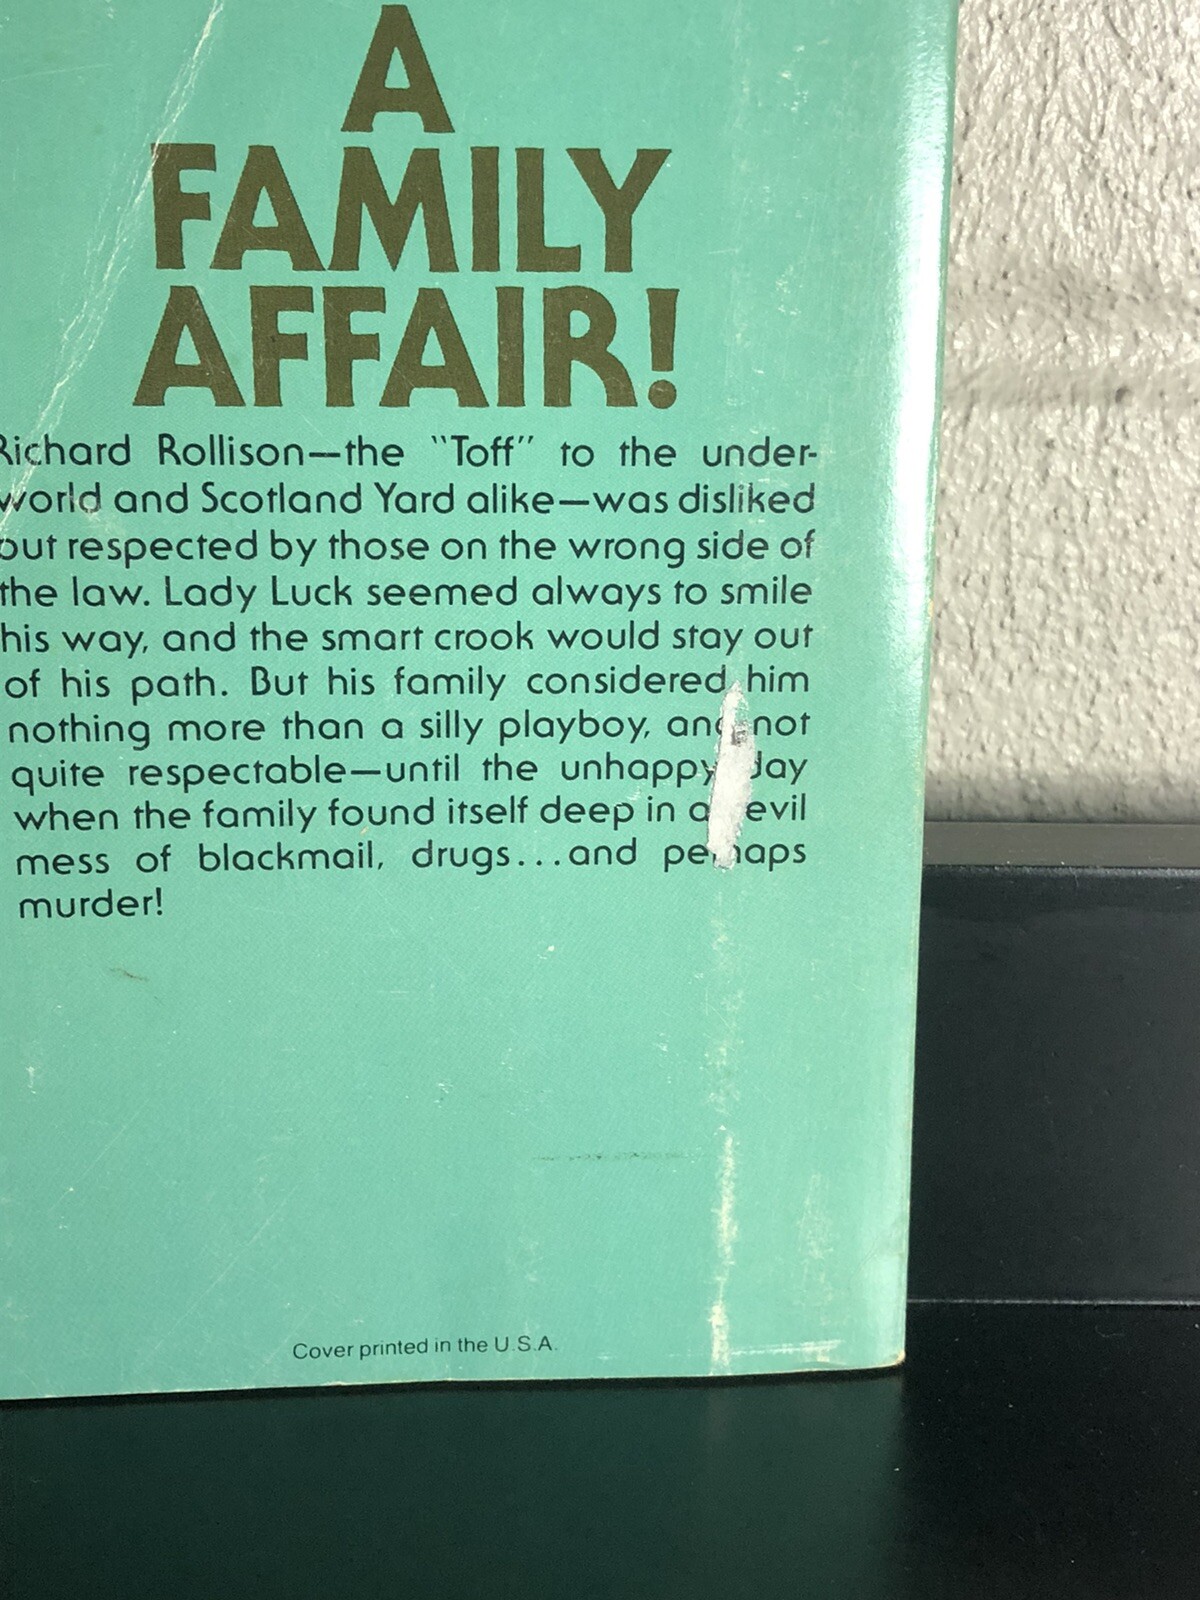 A
FAMILY
AFFAIR!
Richard Rollison—the "Toff" to the under-
world and Scotland Yard alike—was disliked
but respected by those on the wrong side of
the law. Lady Luck seemed always to smile
his way, and the smart crook would stay out
of his path. But his family considered him
nothing more than a silly playboy, and not
quite respectable—until the unhappy day
when the family found itself deep in a evil
mess of blackmail, drugs...and perhaps
murder!
Cover printed in the U.S.A.